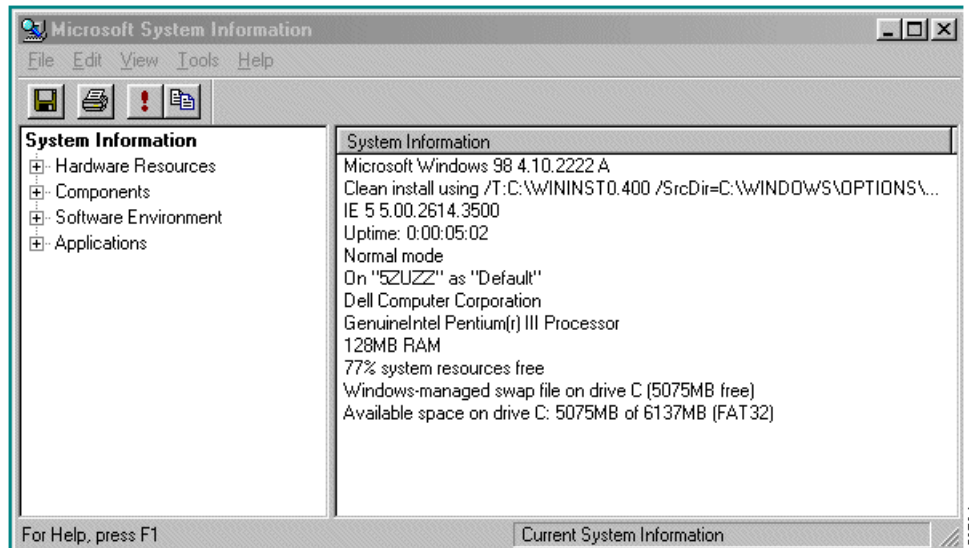 Microsoft System Information
File Edit View Tools Help
System Information
Hardware Resources
Components
Software Environment
Applications
System Information
Microsoft Windows 98 4.10.2222 A
Clean install using /T:C:\WININST0.400 /SrcDir=C:\WINDOWS\OPTIONS\...
IE 5 5.00.2614.3500
Uptime: 0:00:05:02
Normal mode
On "5ZUZZ" as "Default"
Dell Computer Corporation
GenuineIntel Pentium(r) III Processor
128MB RAM
77% system resources free
Windows-managed swap file on drive C (5075MB free)
Available space on drive C: 5075MB of 6137MB (FAT32)
For Help, press F1
Current System Information